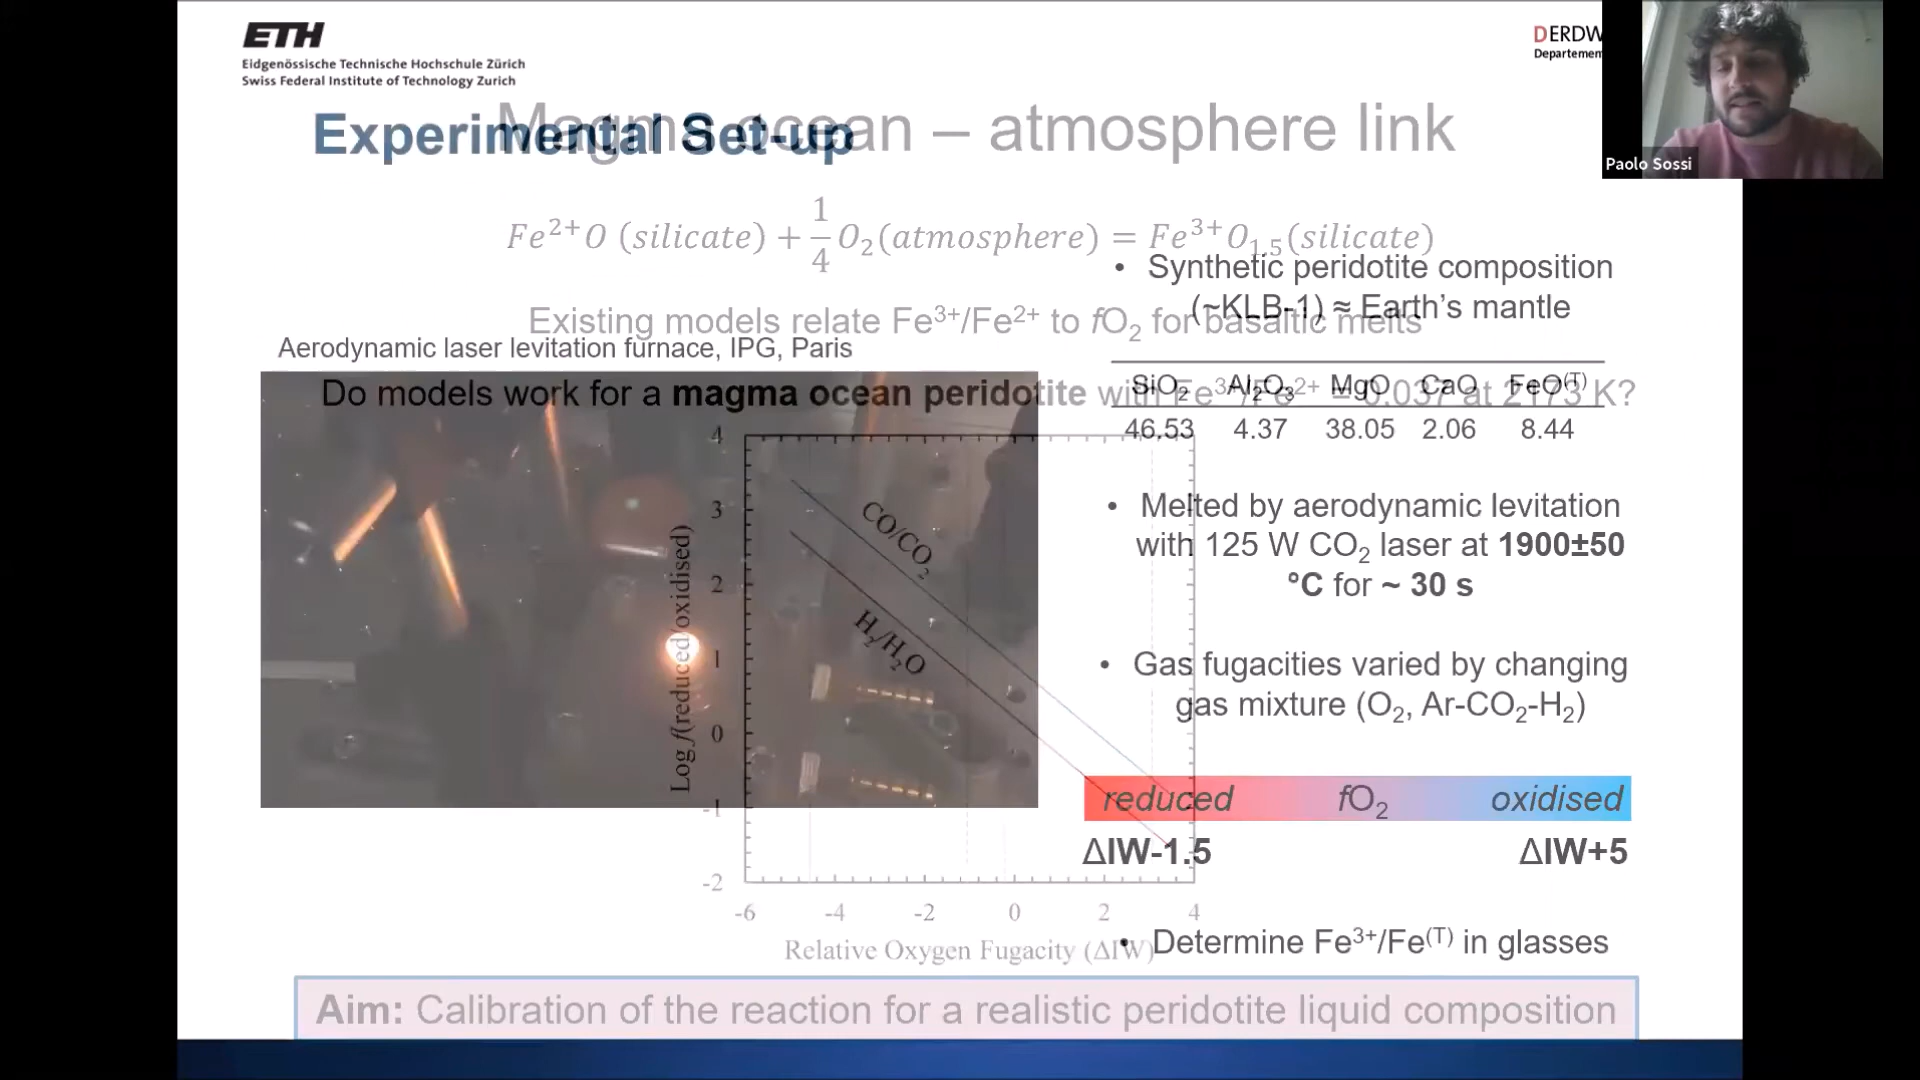 ETH
Eidgenössische Technische Hochschule Zürich
Swiss Federal Institute of Technology Zurich
DERDW
Departemen
Paolo Sossi
Experimental Set-up
Magma ocean – atmosphere link
Fe²⁺O (silicate) + 1/4 O₂(atmosphere) = Fe³⁺O₁.₅(silicate)
Existing models relate Fe³⁺/Fe²⁺ to fO₂ for basaltic melts
Do models work for a magma ocean peridotite with Fe³⁺/Fe²⁺ = 0.037 at 2173 K?
Aerodynamic laser levitation furnace, IPG, Paris
• Synthetic peridotite composition
(~KLB-1) ≈ Earth’s mantle
SiO₂ Al₂O₃ MgO CaO FeO⁽ᵀ⁾
46.53 4.37 38.05 2.06 8.44
• Melted by aerodynamic levitation
with 125 W CO₂ laser at 1900±50
°C for ~ 30 s
• Gas fugacities varied by changing
gas mixture (O₂, Ar-CO₂-H₂)
reduced fO₂ oxidised
ΔIW-1.5 ΔIW+5
• Determine Fe³⁺/Fe⁽ᵀ⁾ in glasses
Log f(reduced/oxidised)
4
3
2
1
0
-1
-2
CO/CO₂
H₂/H₂O
-6 -4 -2 0 2 4
Relative Oxygen Fugacity (ΔIW)
Aim: Calibration of the reaction for a realistic peridotite liquid composition